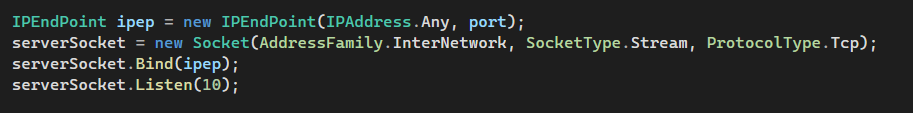 IPEndPoint ipep = new IPEndPoint(IPAddress.Any, port);
serverSocket = new Socket(AddressFamily.InterNetwork, SocketType.Stream, ProtocolType.Tcp);
serverSocket.Bind(ipep);
serverSocket.Listen(10);